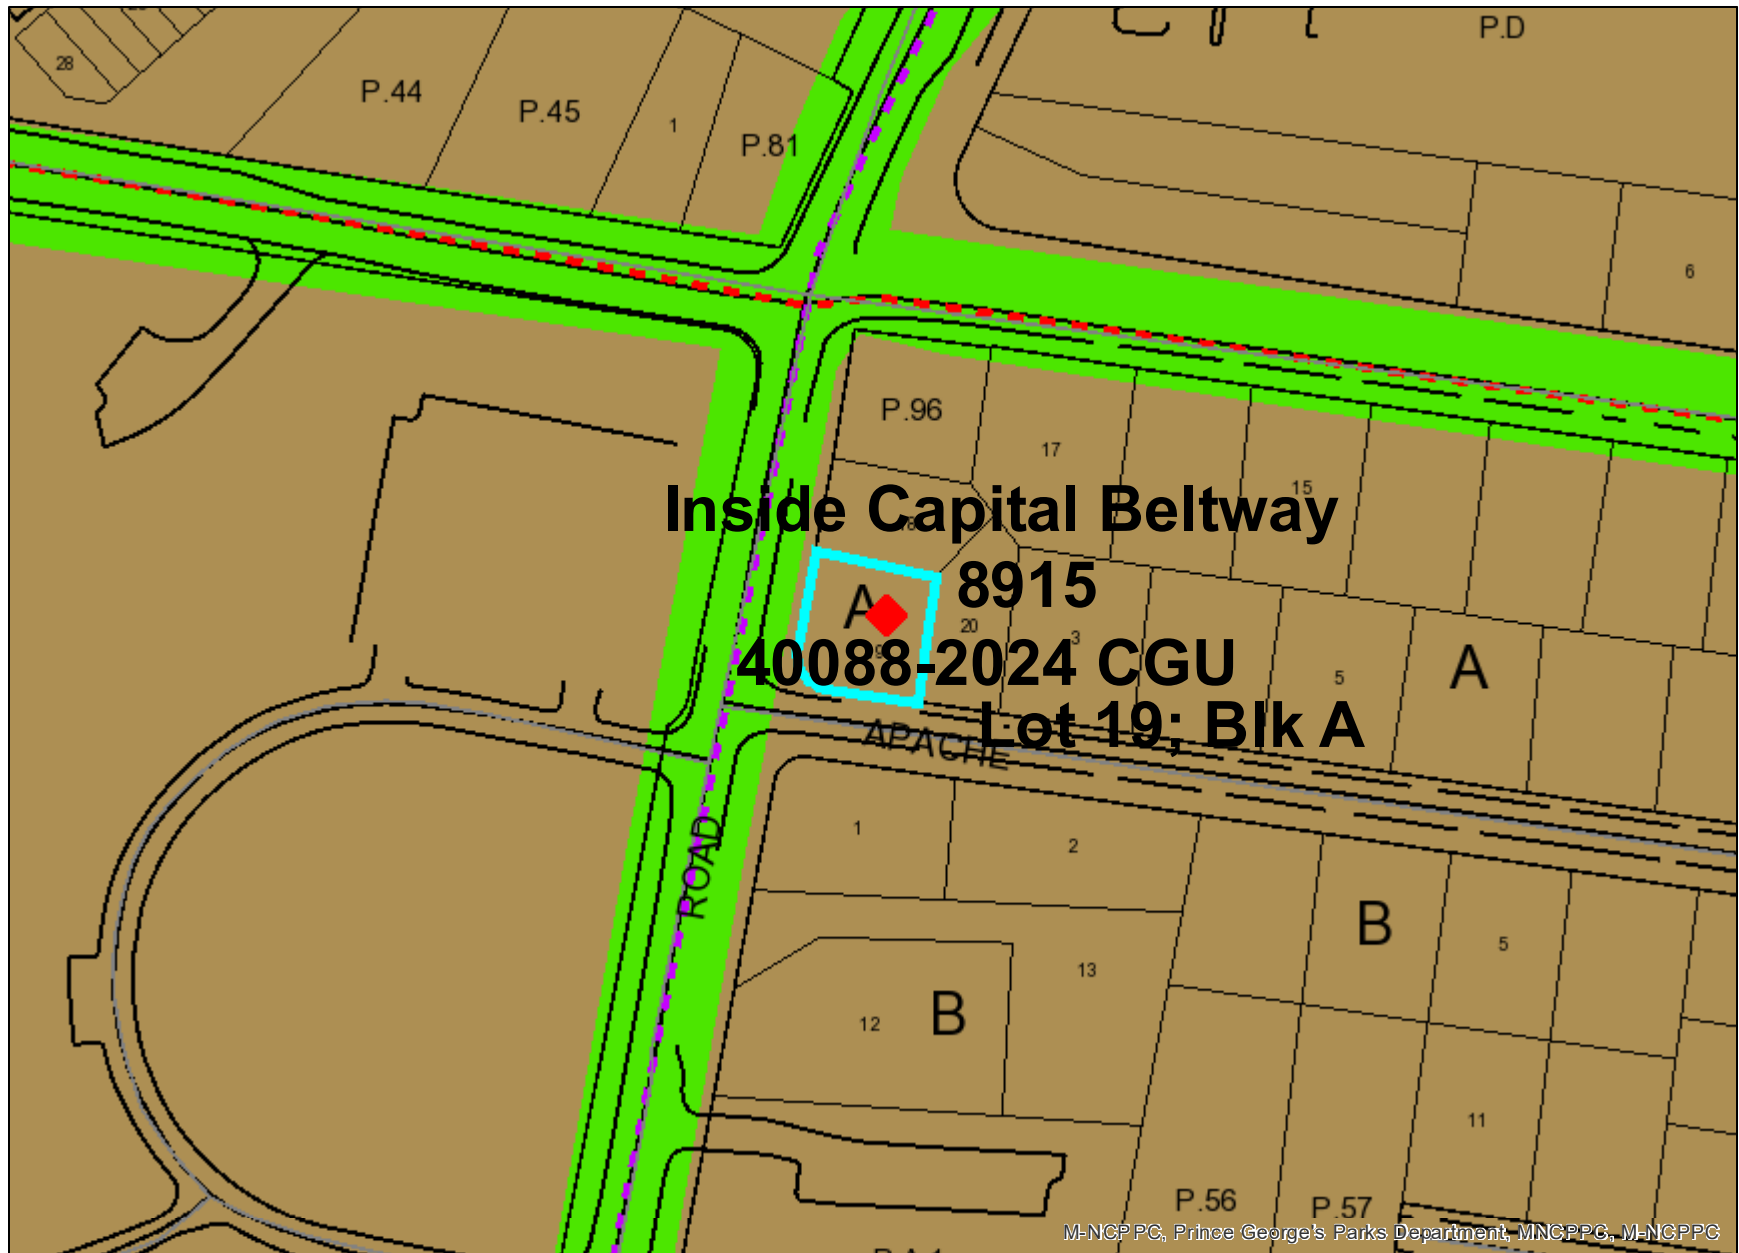 P.D
28
P.44
P.45
1
P.81
6
P.96
17
15
Inside Capital Beltway
8915
A
20
3
40088-2024 CGU
5
A
Lot 19; Blk A
APACHE
1
2
ROAD
B
5
13
B
12
11
P.56
P.57
M-NCPPC, Prince George's Parks Department, MNCPPC, M-NCPPC